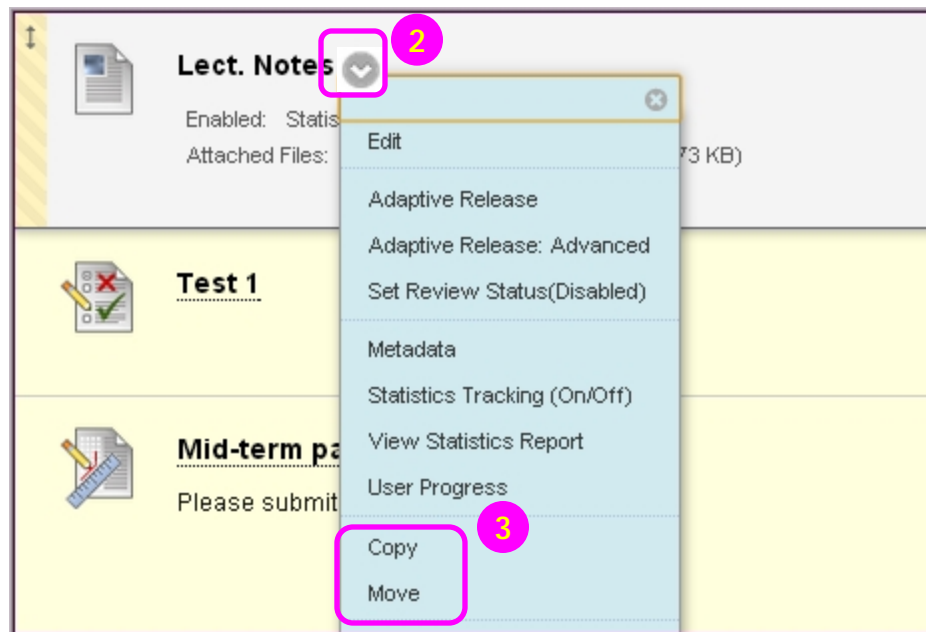 2
Lect. Notes
Enabled: Statis
Attached Files: 73 KB)
Edit
Adaptive Release
Adaptive Release: Advanced
Set Review Status(Disabled)
Test 1
Metadata
Statistics Tracking (On/Off)
View Statistics Report
User Progress
Mid-term pa
Please submit
3
Copy
Move